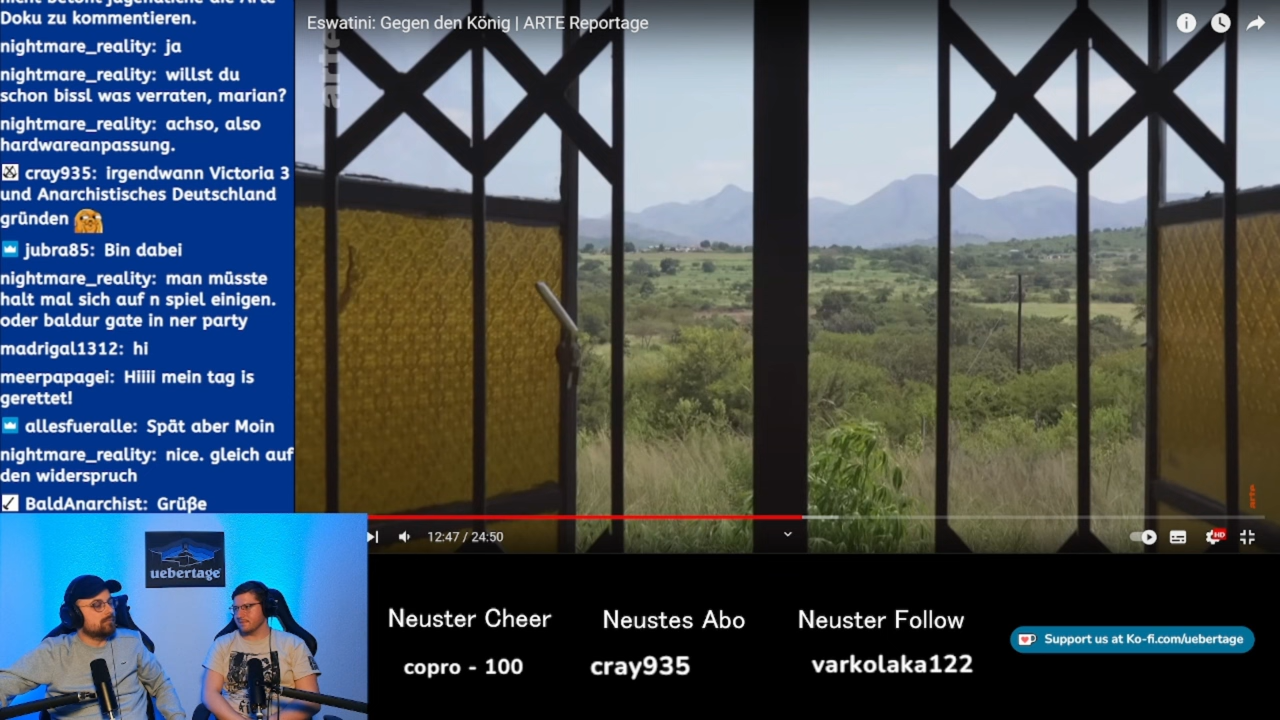 nicht betont jugendliche die Arte
Doku zu kommentieren.
nightmare_reality: ja
nightmare_reality: willst du
schon bissl was verraten, marian?
nightmare_reality: achso, also
hardwareanpassung.
cray935: irgendwann Victoria 3
und Anarchistisches Deutschland
gründen
jubra85: Bin dabei
nightmare_reality: man müsste
halt mal sich auf n spiel einigen.
oder baldur gate in ner party
madrigal1312: hi
meerpapagei: Hiiii mein tag is
gerettet!
allesfueralle: Spät aber Moin
nightmare_reality: nice. gleich auf
den widerspruch
BaldAnarchist: Grüße
Eswatini: Gegen den König | ARTE Reportage
arte
arte
12:47 / 24:50
HD
uebertage
Neuster Cheer
copro - 100
Neustes Abo
cray935
Neuster Follow
varkolaka122
Support us at Ko-fi.com/uebertage